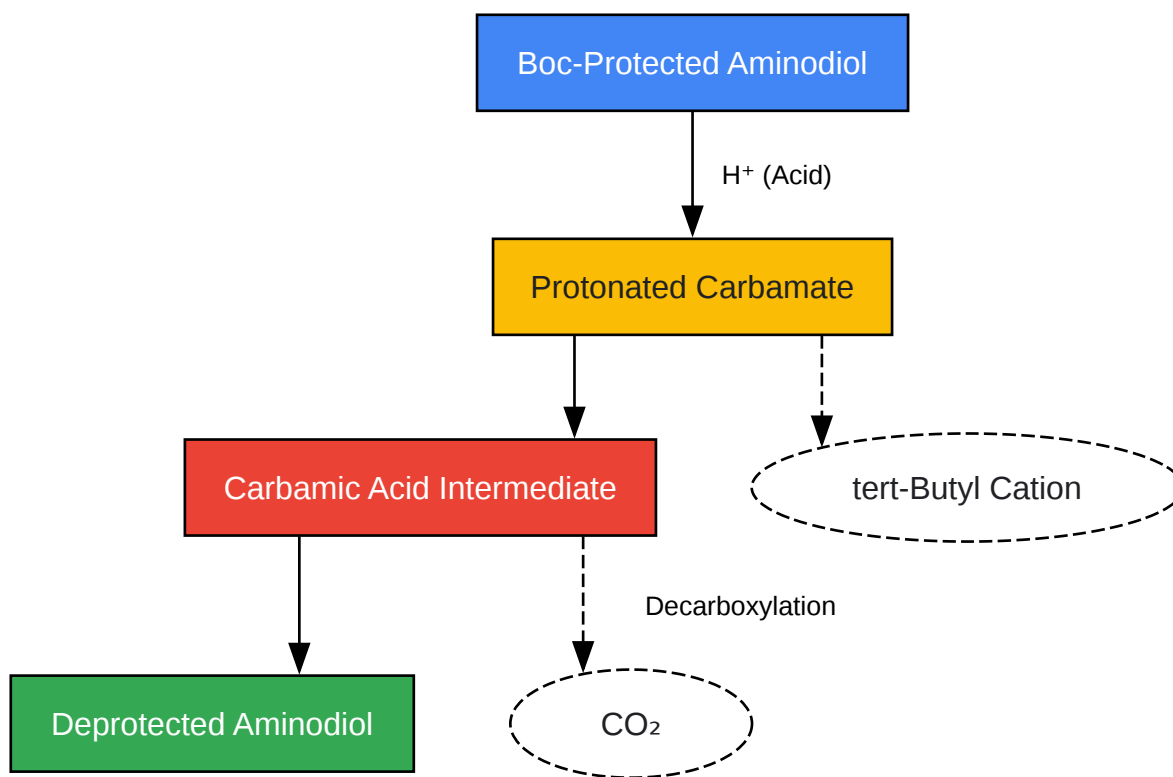 Boc-Protected Aminodiol
H⁺ (Acid)
Protonated Carbamate
Carbamic Acid Intermediate
tert-Butyl Cation
Decarboxylation
Deprotected Aminodiol
CO₂